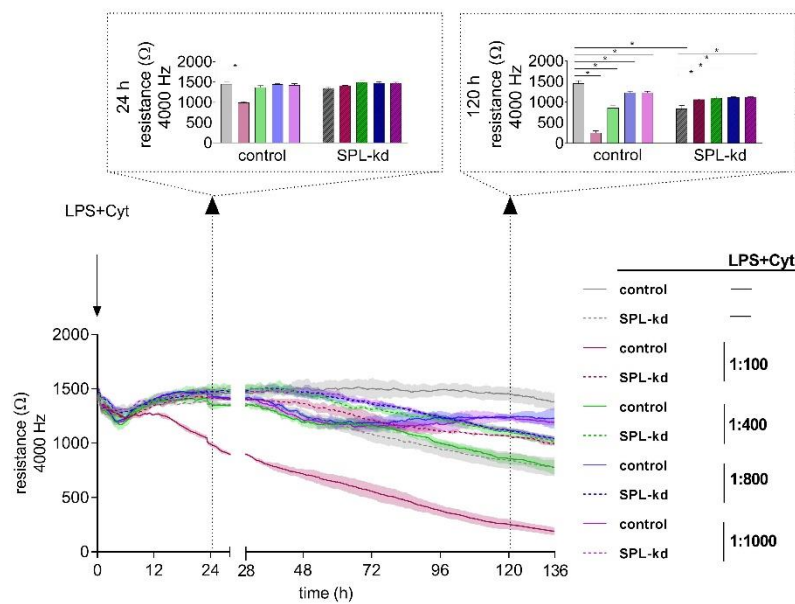 24 h
resistance (Ω)
4000 Hz
2000
1500
1000
500
0
*
control
SPL-kd
120 h
resistance (Ω)
4000 Hz
2000
1500
1000
500
0
*
*
*
*
*
*
*
*
*
control
SPL-kd
LPS+Cyt
resistance (Ω)
4000 Hz
2000
1500
1000
500
0
0
12
24
28
48
72
96
120
136
time (h)
LPS+Cyt
control —
SPL-kd —
control
SPL-kd
1:100
control
SPL-kd
1:400
control
SPL-kd
1:800
control
SPL-kd
1:1000